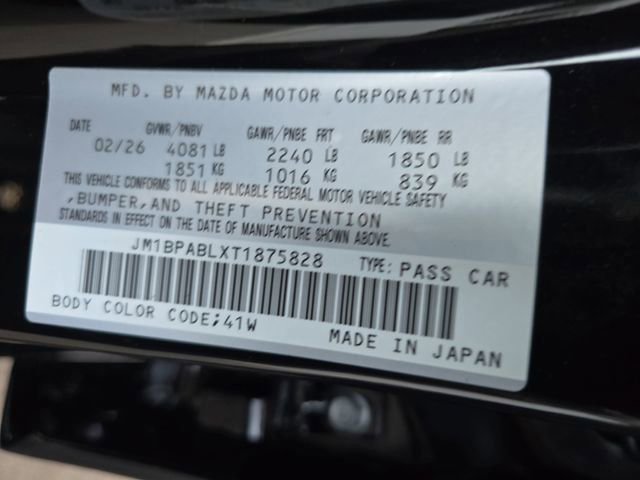 MFD. BY MAZDA MOTOR CORPORATION
DATE GVWR/PNBV GAWR/PNBE FRT GAWR/PNBE RR
02/26 4081 LB 2240 LB 1850 LB
1851 KG 1016 KG 839 KG
THIS VEHICLE CONFORMS TO ALL APPLICABLE FEDERAL MOTOR VEHICLE SAFETY
,BUMPER,AND THEFT PREVENTION
STANDARDS IN EFFECT ON THE DATE OF MANUFACTURE SHOWN ABOVE.
JM1BPABLXT1875828 TYPE: PASS CAR
BODY COLOR CODE;41W MADE IN JAPAN